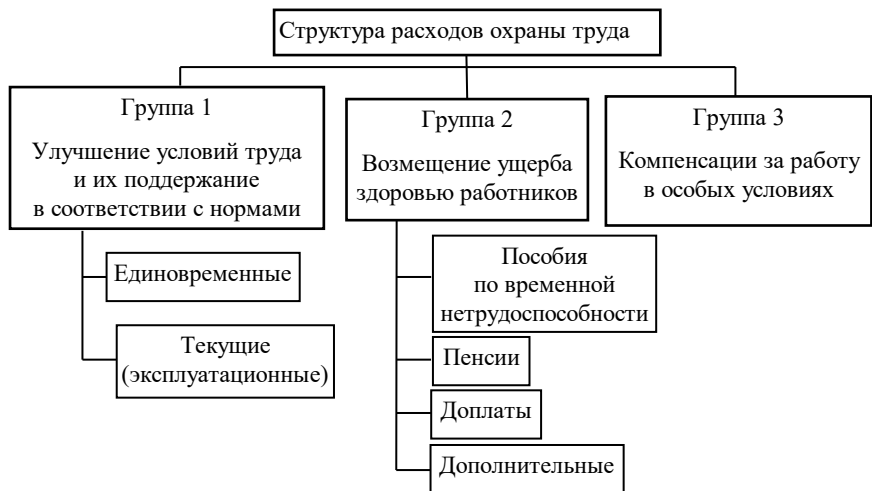 Структура расходов охраны труда
Группа 1
Улучшение условий труда
и их поддержание
в соответствии с нормами
Единовременные
Текущие
(эксплуатационные)
Группа 2
Возмещение ущерба
здоровью работников
Пособия
по временной
нетрудоспособности
Пенсии
Доплаты
Дополнительные
Группа 3
Компенсации за работу
в особых условиях